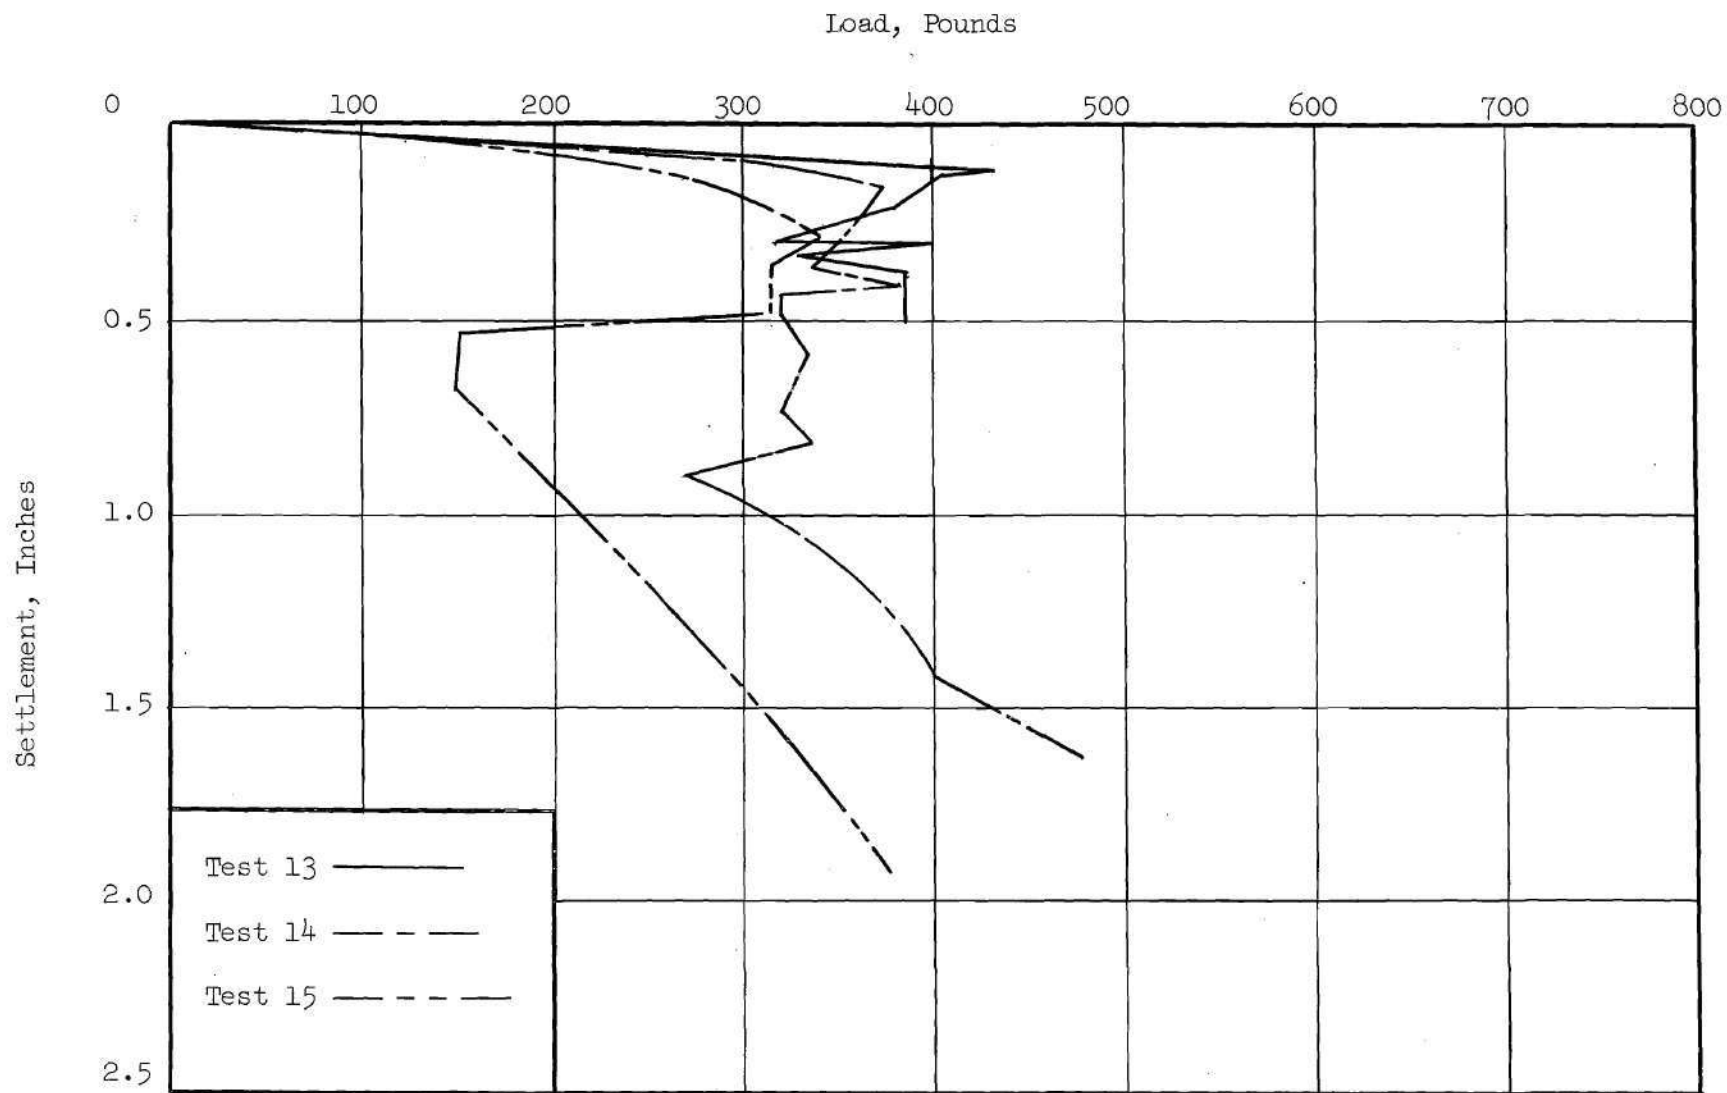 Load, Pounds
0 100 200 300 400 500 600 700 800
0.5
1.0
Settlement, Inches
1.5
2.0
2.5
Test 13
Test 14
Test 15